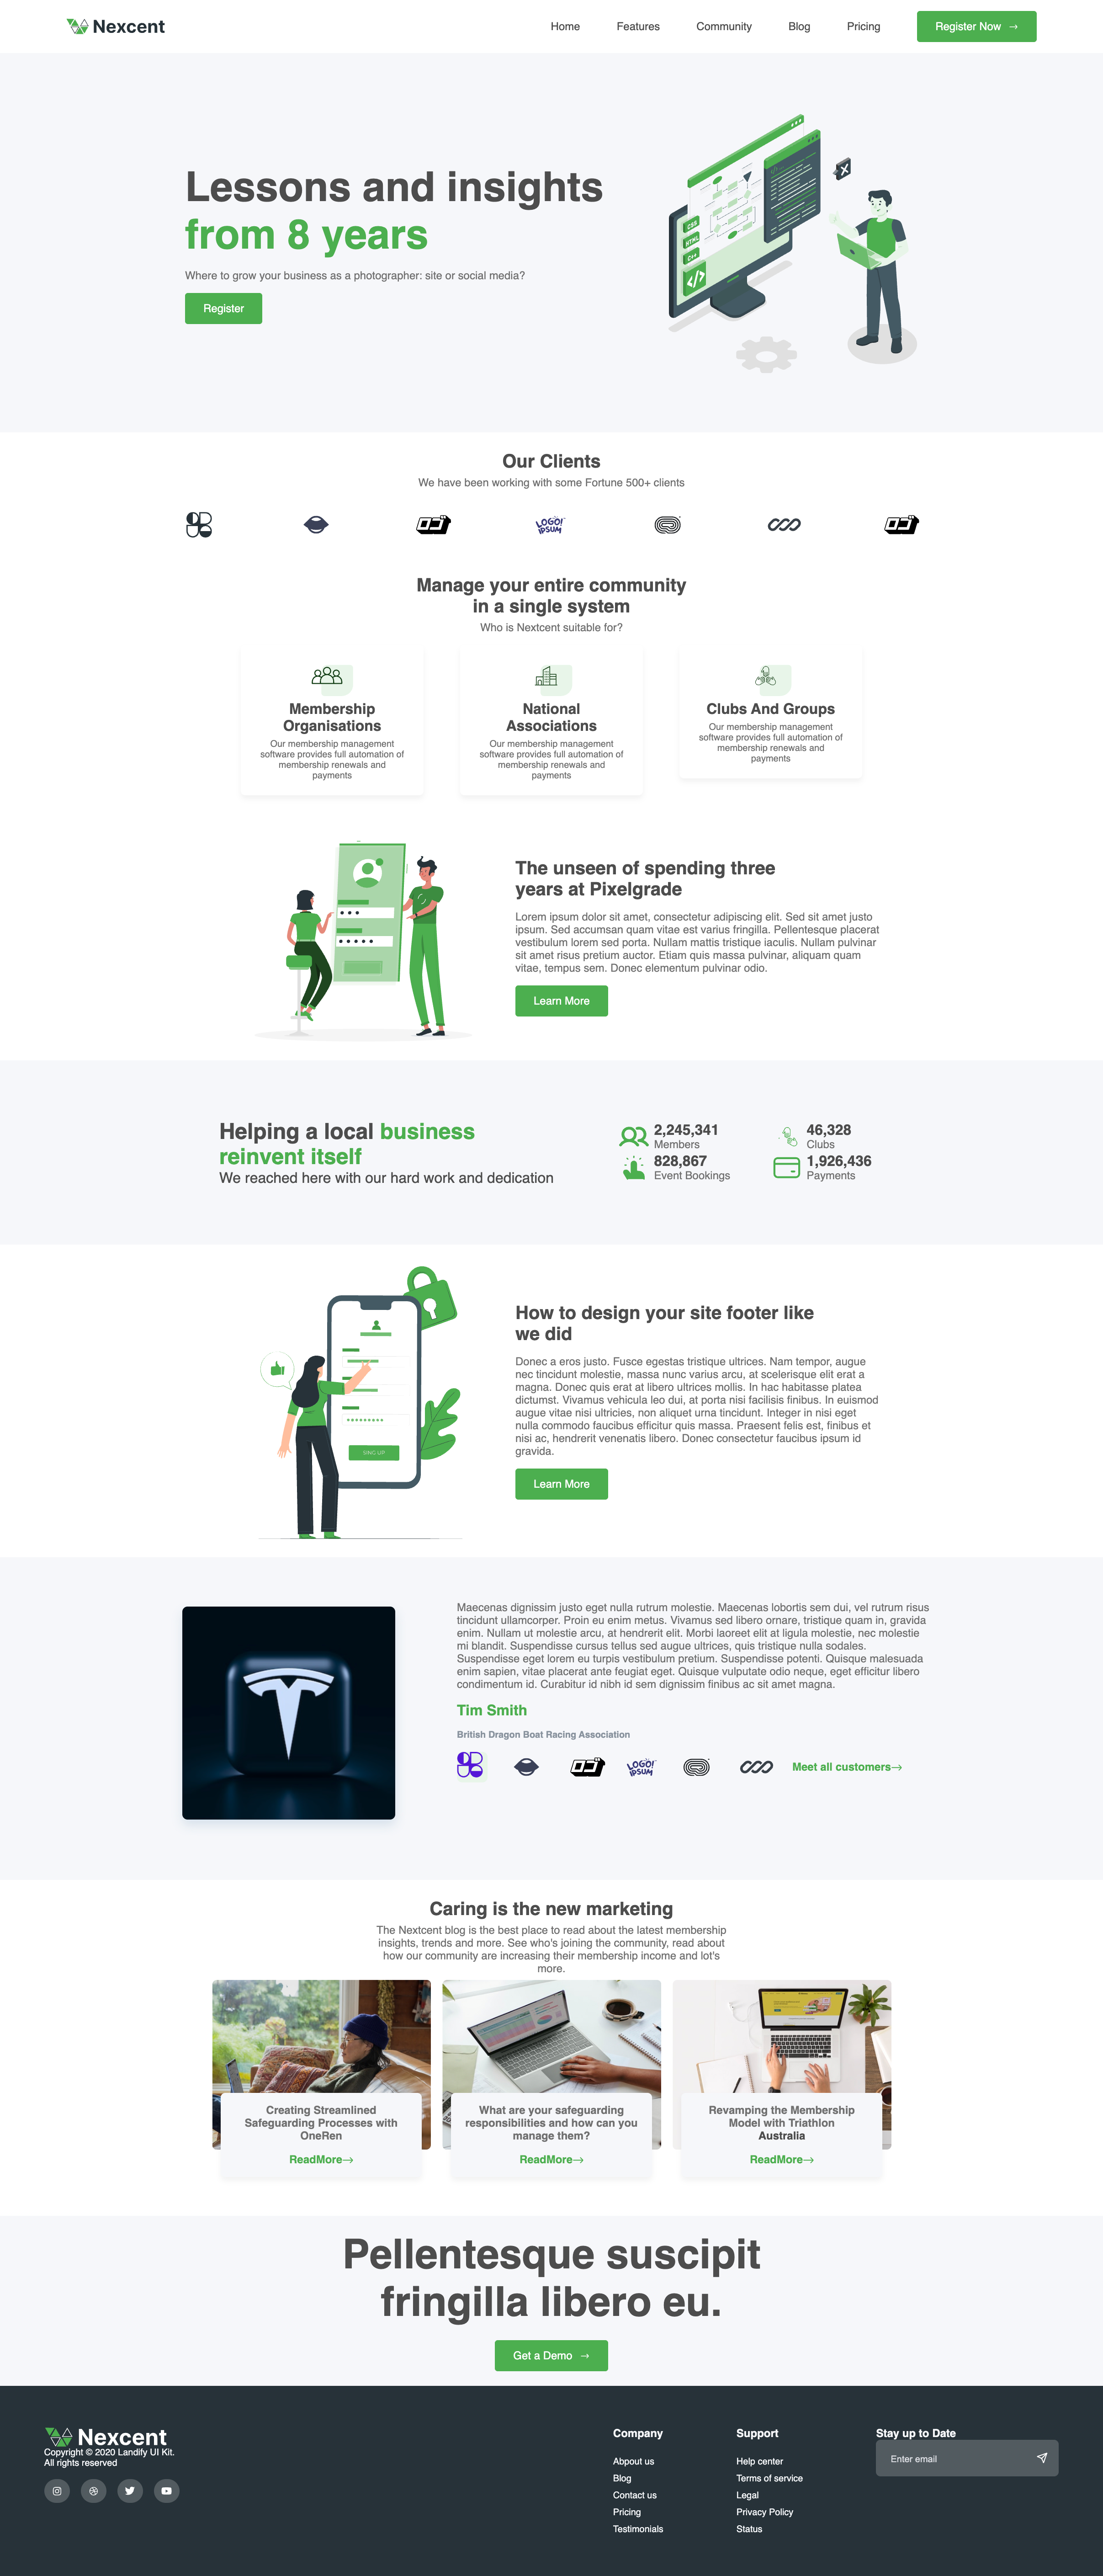 Nexcent
Home Features Community Blog Pricing Register Now →
Lessons and insights
from 8 years
Where to grow your business as a photographer: site or social media?
Register
CSS
HTML
C++
</>
Our Clients
We have been working with some Fortune 500+ clients
LOGO!
IPSUM
Manage your entire community
in a single system
Who is Nextcent suitable for?
Membership
Organisations
Our membership management
software provides full automation of
membership renewals and
payments
National
Associations
Our membership management
software provides full automation of
membership renewals and
payments
Clubs And Groups
Our membership management
software provides full automation of
membership renewals and
payments
The unseen of spending three
years at Pixelgrade
Lorem ipsum dolor sit amet, consectetur adipiscing elit. Sed sit amet justo
ipsum. Sed accumsan quam vitae est varius fringilla. Pellentesque placerat
vestibulum lorem sed porta. Nullam mattis tristique iaculis. Nullam pulvinar
sit amet risus pretium auctor. Etiam quis massa pulvinar, aliquam quam
vitae, tempus sem. Donec elementum pulvinar odio.
Learn More
Helping a local business
reinvent itself
We reached here with our hard work and dedication
2,245,341
Members
46,328
Clubs
828,867
Event Bookings
1,926,436
Payments
SING UP
How to design your site footer like
we did
Donec a eros justo. Fusce egestas tristique ultrices. Nam tempor, augue
nec tincidunt molestie, massa nunc varius arcu, at scelerisque elit erat a
magna. Donec quis erat at libero ultrices mollis. In hac habitasse platea
dictumst. Vivamus vehicula leo dui, at porta nisi facilisis finibus. In euismod
augue vitae nisi ultricies, non aliquet urna tincidunt. Integer in nisi eget
nulla commodo faucibus efficitur quis massa. Praesent felis est, finibus et
nisi ac, hendrerit venenatis libero. Donec consectetur faucibus ipsum id
gravida.
Learn More
Maecenas dignissim justo eget nulla rutrum molestie. Maecenas lobortis sem dui, vel rutrum risus
tincidunt ullamcorper. Proin eu enim metus. Vivamus sed libero ornare, tristique quam in, gravida
enim. Nullam ut molestie arcu, at hendrerit elit. Morbi laoreet elit at ligula molestie, nec molestie
mi blandit. Suspendisse cursus tellus sed augue ultrices, quis tristique nulla sodales.
Suspendisse eget lorem eu turpis vestibulum pretium. Suspendisse potenti. Quisque malesuada
enim sapien, vitae placerat ante feugiat eget. Quisque vulputate odio neque, eget efficitur libero
condimentum id. Curabitur id nibh id sem dignissim finibus ac sit amet magna.
Tim Smith
British Dragon Boat Racing Association
LOGO!
IPSUM
Meet all customers→
Caring is the new marketing
The Nextcent blog is the best place to read about the latest membership
insights, trends and more. See who's joining the community, read about
how our community are increasing their membership income and lot's
more.
Creating Streamlined
Safeguarding Processes with
OneRen
ReadMore→
What are your safeguarding
responsibilities and how can you
manage them?
ReadMore→
Revamping the Membership
Model with Triathlon
Australia
ReadMore→
Pellentesque suscipit
fringilla libero eu.
Get a Demo →
Nexcent
Copyright © 2020 Landify UI Kit.
All rights reserved
Company
Abpout us
Blog
Contact us
Pricing
Testimonials
Support
Help center
Terms of service
Legal
Privacy Policy
Status
Stay up to Date
Enter email